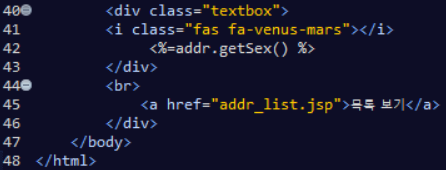 40 <div class="textbox">
41 <i class="fas fa-venus-mars"></i>
42 <%=addr.getSex() %>
43 </div>
44 <br>
45 <a href="addr_list.jsp">목록 보기</a>
46 </div>
47 </body>
48 </html>